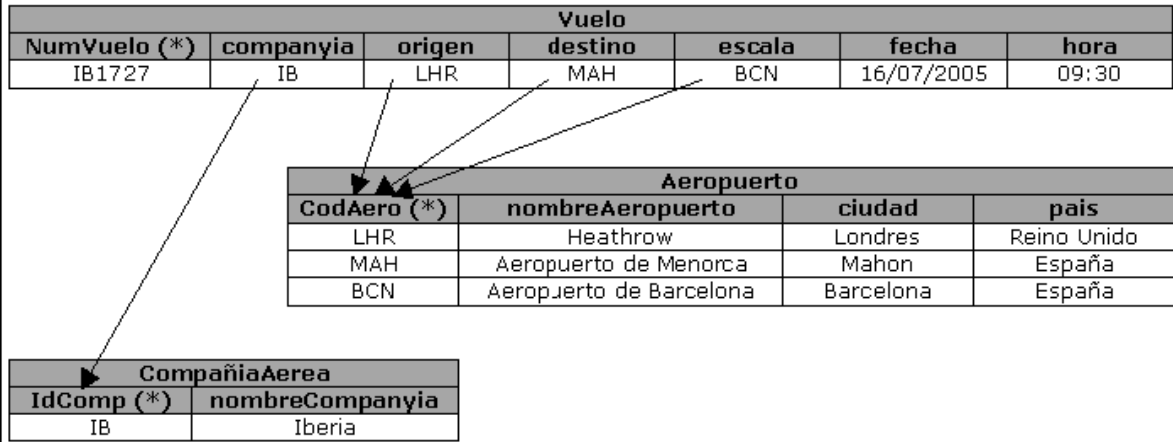 Vuelo
NumVuelo (*) companyia origen destino escala fecha hora
IB1727 IB LHR MAH BCN 16/07/2005 09:30
Aeropuerto
CodAero (*) nombreAeropuerto ciudad pais
LHR Heathrow Londres Reino Unido
MAH Aeropuerto de Menorca Mahon España
BCN Aeropuerto de Barcelona Barcelona España
CompañiaAerea
IdComp (*) nombreCompanyia
IB Iberia